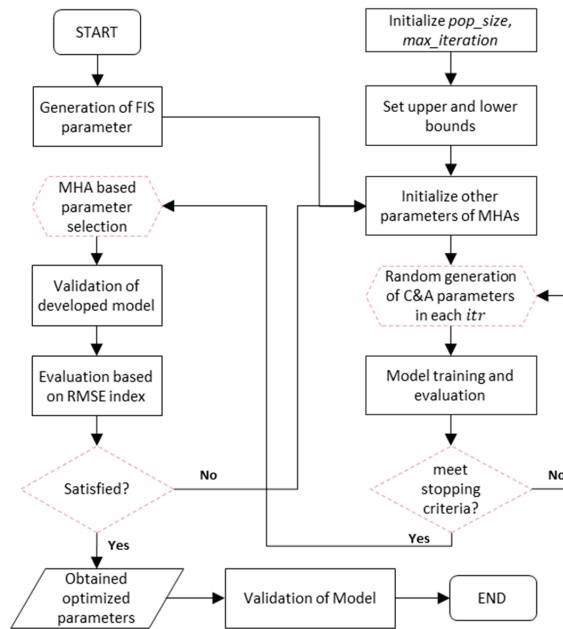 START
Generation of FIS
parameter
MHA based
parameter
selection
Validation of
developed model
Evaluation based
on RMSE index
Satisfied?
No
Yes
Obtained
optimized
parameters
Validation of Model
END
Initialize pop_size,
max_iteration
Set upper and lower
bounds
Initialize other
parameters of MHAs
Random generation
of C&A parameters
in each itr
Model training and
evaluation
meet
stopping
criteria?
No
Yes